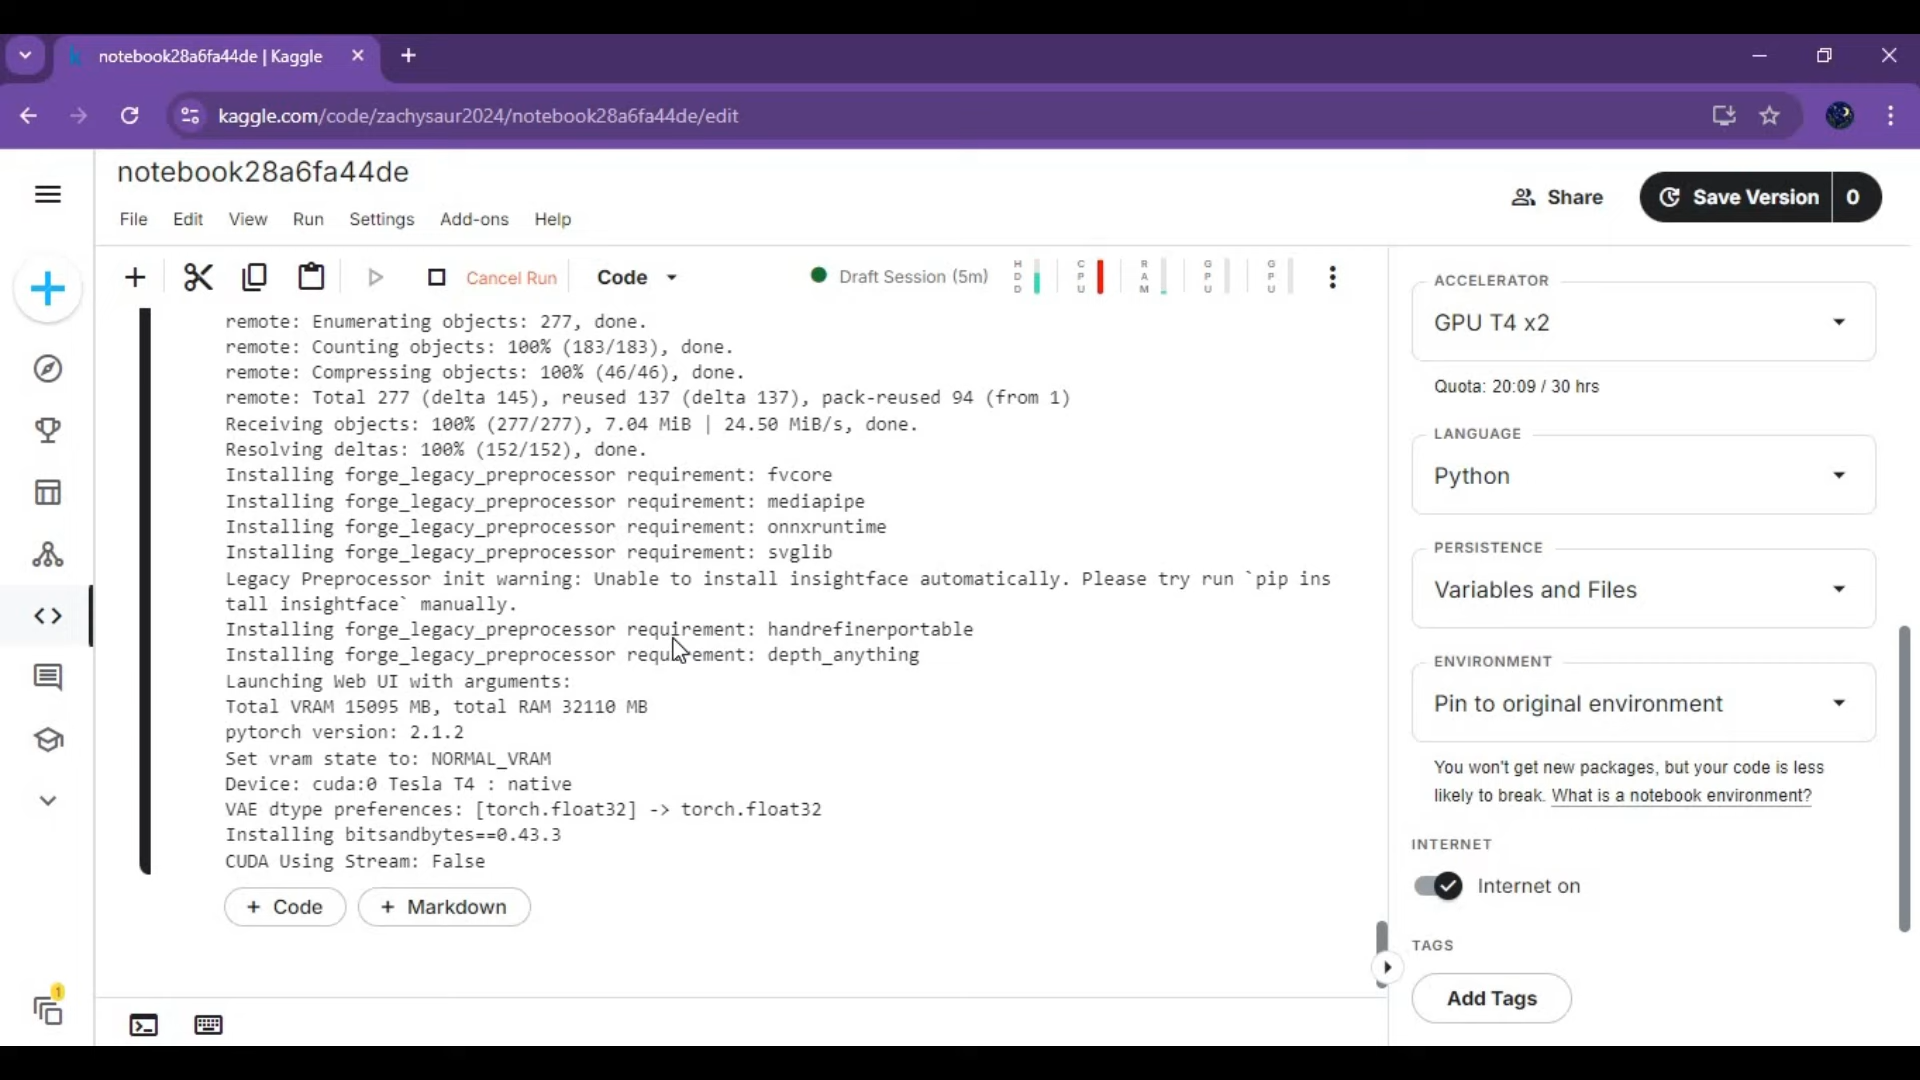 notebook28a6fa44de | Kaggle
kaggle.com/code/zachysaur2024/notebook28a6fa44de/edit
notebook28a6fa44de
File Edit View Run Settings Add-ons Help
Share
Save Version 0
Cancel Run
Code
Draft Session (5m)
HDD
CPU
RAM
GPU
GPU
remote: Enumerating objects: 277, done.
remote: Counting objects: 100% (183/183), done.
remote: Compressing objects: 100% (46/46), done.
remote: Total 277 (delta 145), reused 137 (delta 137), pack-reused 94 (from 1)
Receiving objects: 100% (277/277), 7.04 MiB | 24.50 MiB/s, done.
Resolving deltas: 100% (152/152), done.
Installing forge_legacy_preprocessor requirement: fvcore
Installing forge_legacy_preprocessor requirement: mediapipe
Installing forge_legacy_preprocessor requirement: onnxruntime
Installing forge_legacy_preprocessor requirement: svglib
Legacy Preprocessor init warning: Unable to install insightface automatically. Please try run `pip ins
tall insightface` manually.
Installing forge_legacy_preprocessor requirement: handrefinerportable
Installing forge_legacy_preprocessor requirement: depth_anything
Launching Web UI with arguments:
Total VRAM 15095 MB, total RAM 32110 MB
pytorch version: 2.1.2
Set vram state to: NORMAL_VRAM
Device: cuda:0 Tesla T4 : native
VAE dtype preferences: [torch.float32] -> torch.float32
Installing bitsandbytes==0.43.3
CUDA Using Stream: False
+ Code
+ Markdown
ACCELERATOR
GPU T4 x2
Quota: 20:09 / 30 hrs
LANGUAGE
Python
PERSISTENCE
Variables and Files
ENVIRONMENT
Pin to original environment
You won't get new packages, but your code is less
likely to break. What is a notebook environment?
INTERNET
Internet on
TAGS
Add Tags
1